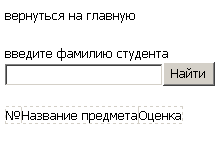 вернуться на главную
введите фамилию студента
Найти
№Название предметаОценка